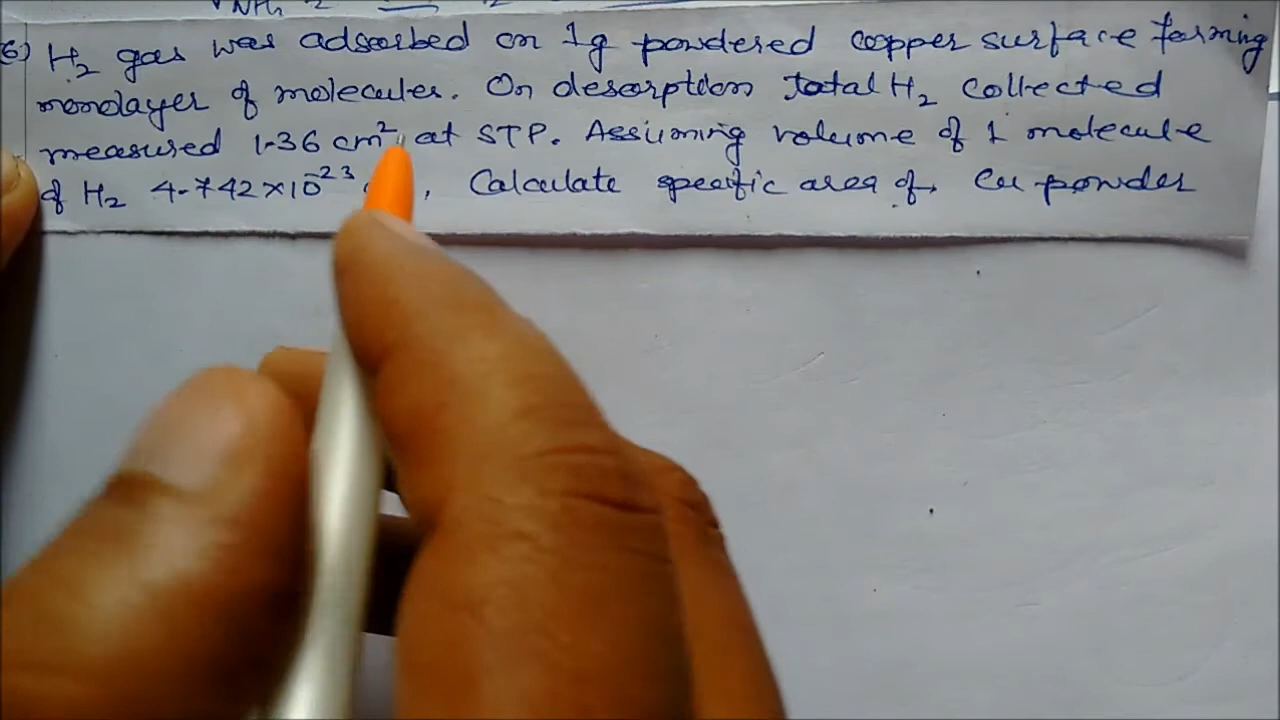 6) H₂ gas was adsorbed on 1g powdered copper surface forming
monolayer of molecules. On desorption total H₂ collected
measured 1.36 cm² at STP. Assuming volume of 1 molecule
of H₂ 4.742×10⁻²³ , Calculate specific area of Cu powder